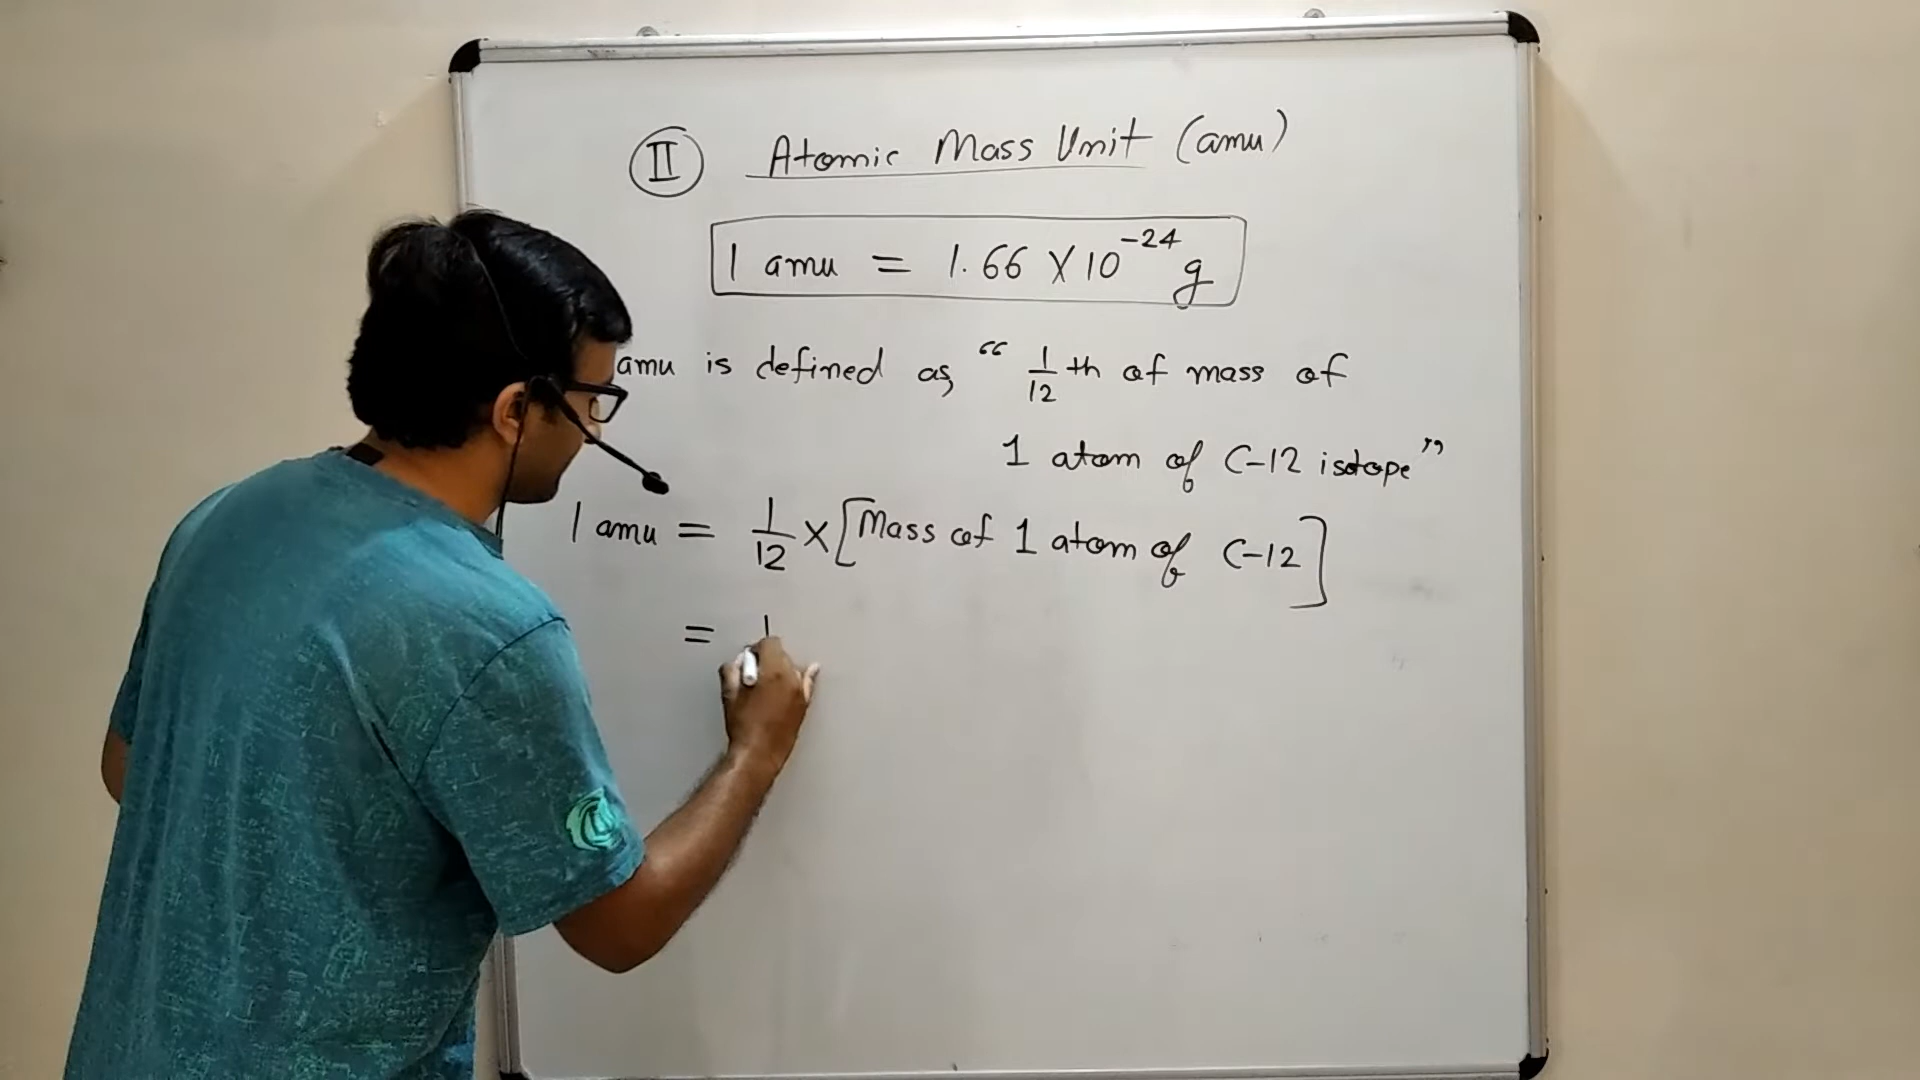 II Atomic Mass Unit (amu)
1 amu = 1.66 X 10⁻²⁴ g
amu is defined as, “ 1/12 th of mass of
1 atom of C-12 isotope”
1 amu = 1/12 X [Mass of 1 atom of C-12]
= 1